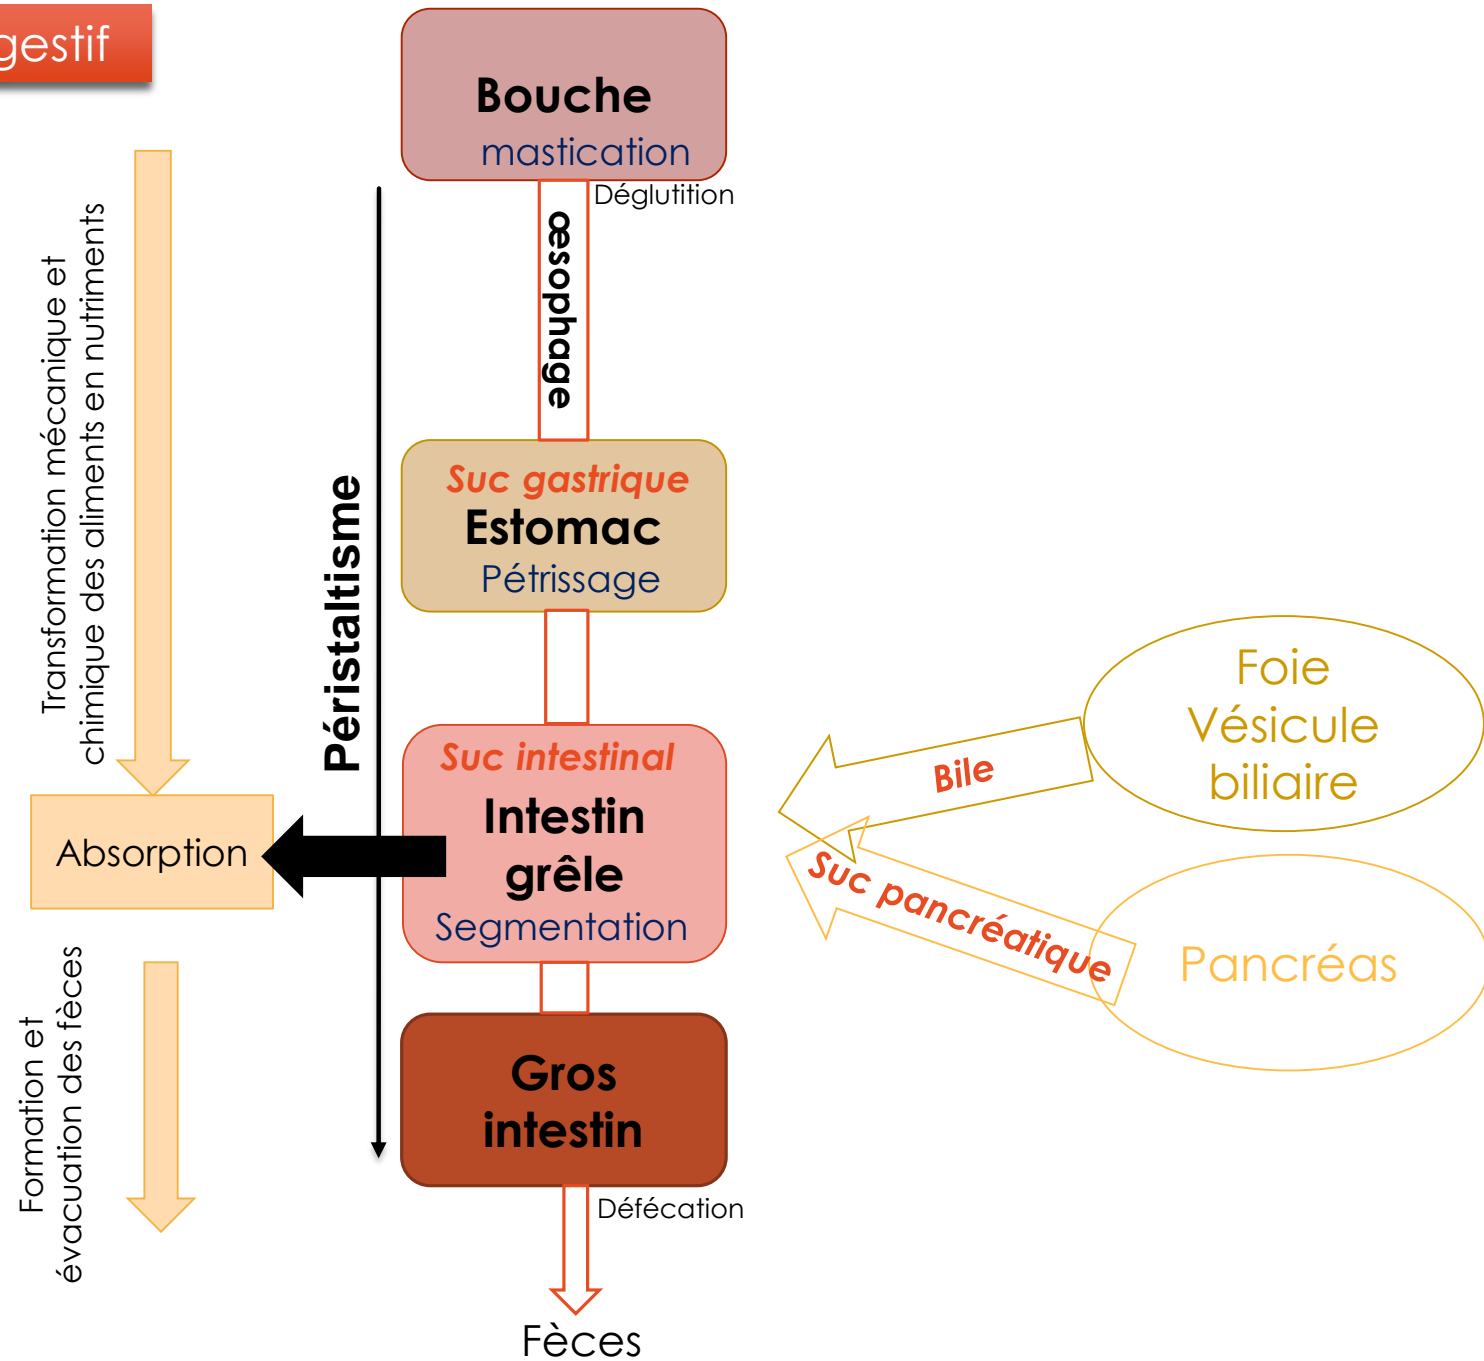 gestif
Bouche
mastication
Déglutition
œsophage
Transformation mécanique et
chimique des aliments en nutriments
Péristaltisme
Suc gastrique
Estomac
Pétrissage
Suc intestinal
Intestin
grêle
Segmentation
Absorption
Foie
Vésicule
biliaire
Bile
Suc pancréatique
Pancréas
Formation et
évacuation des fèces
Gros
intestin
Défécation
Fèces